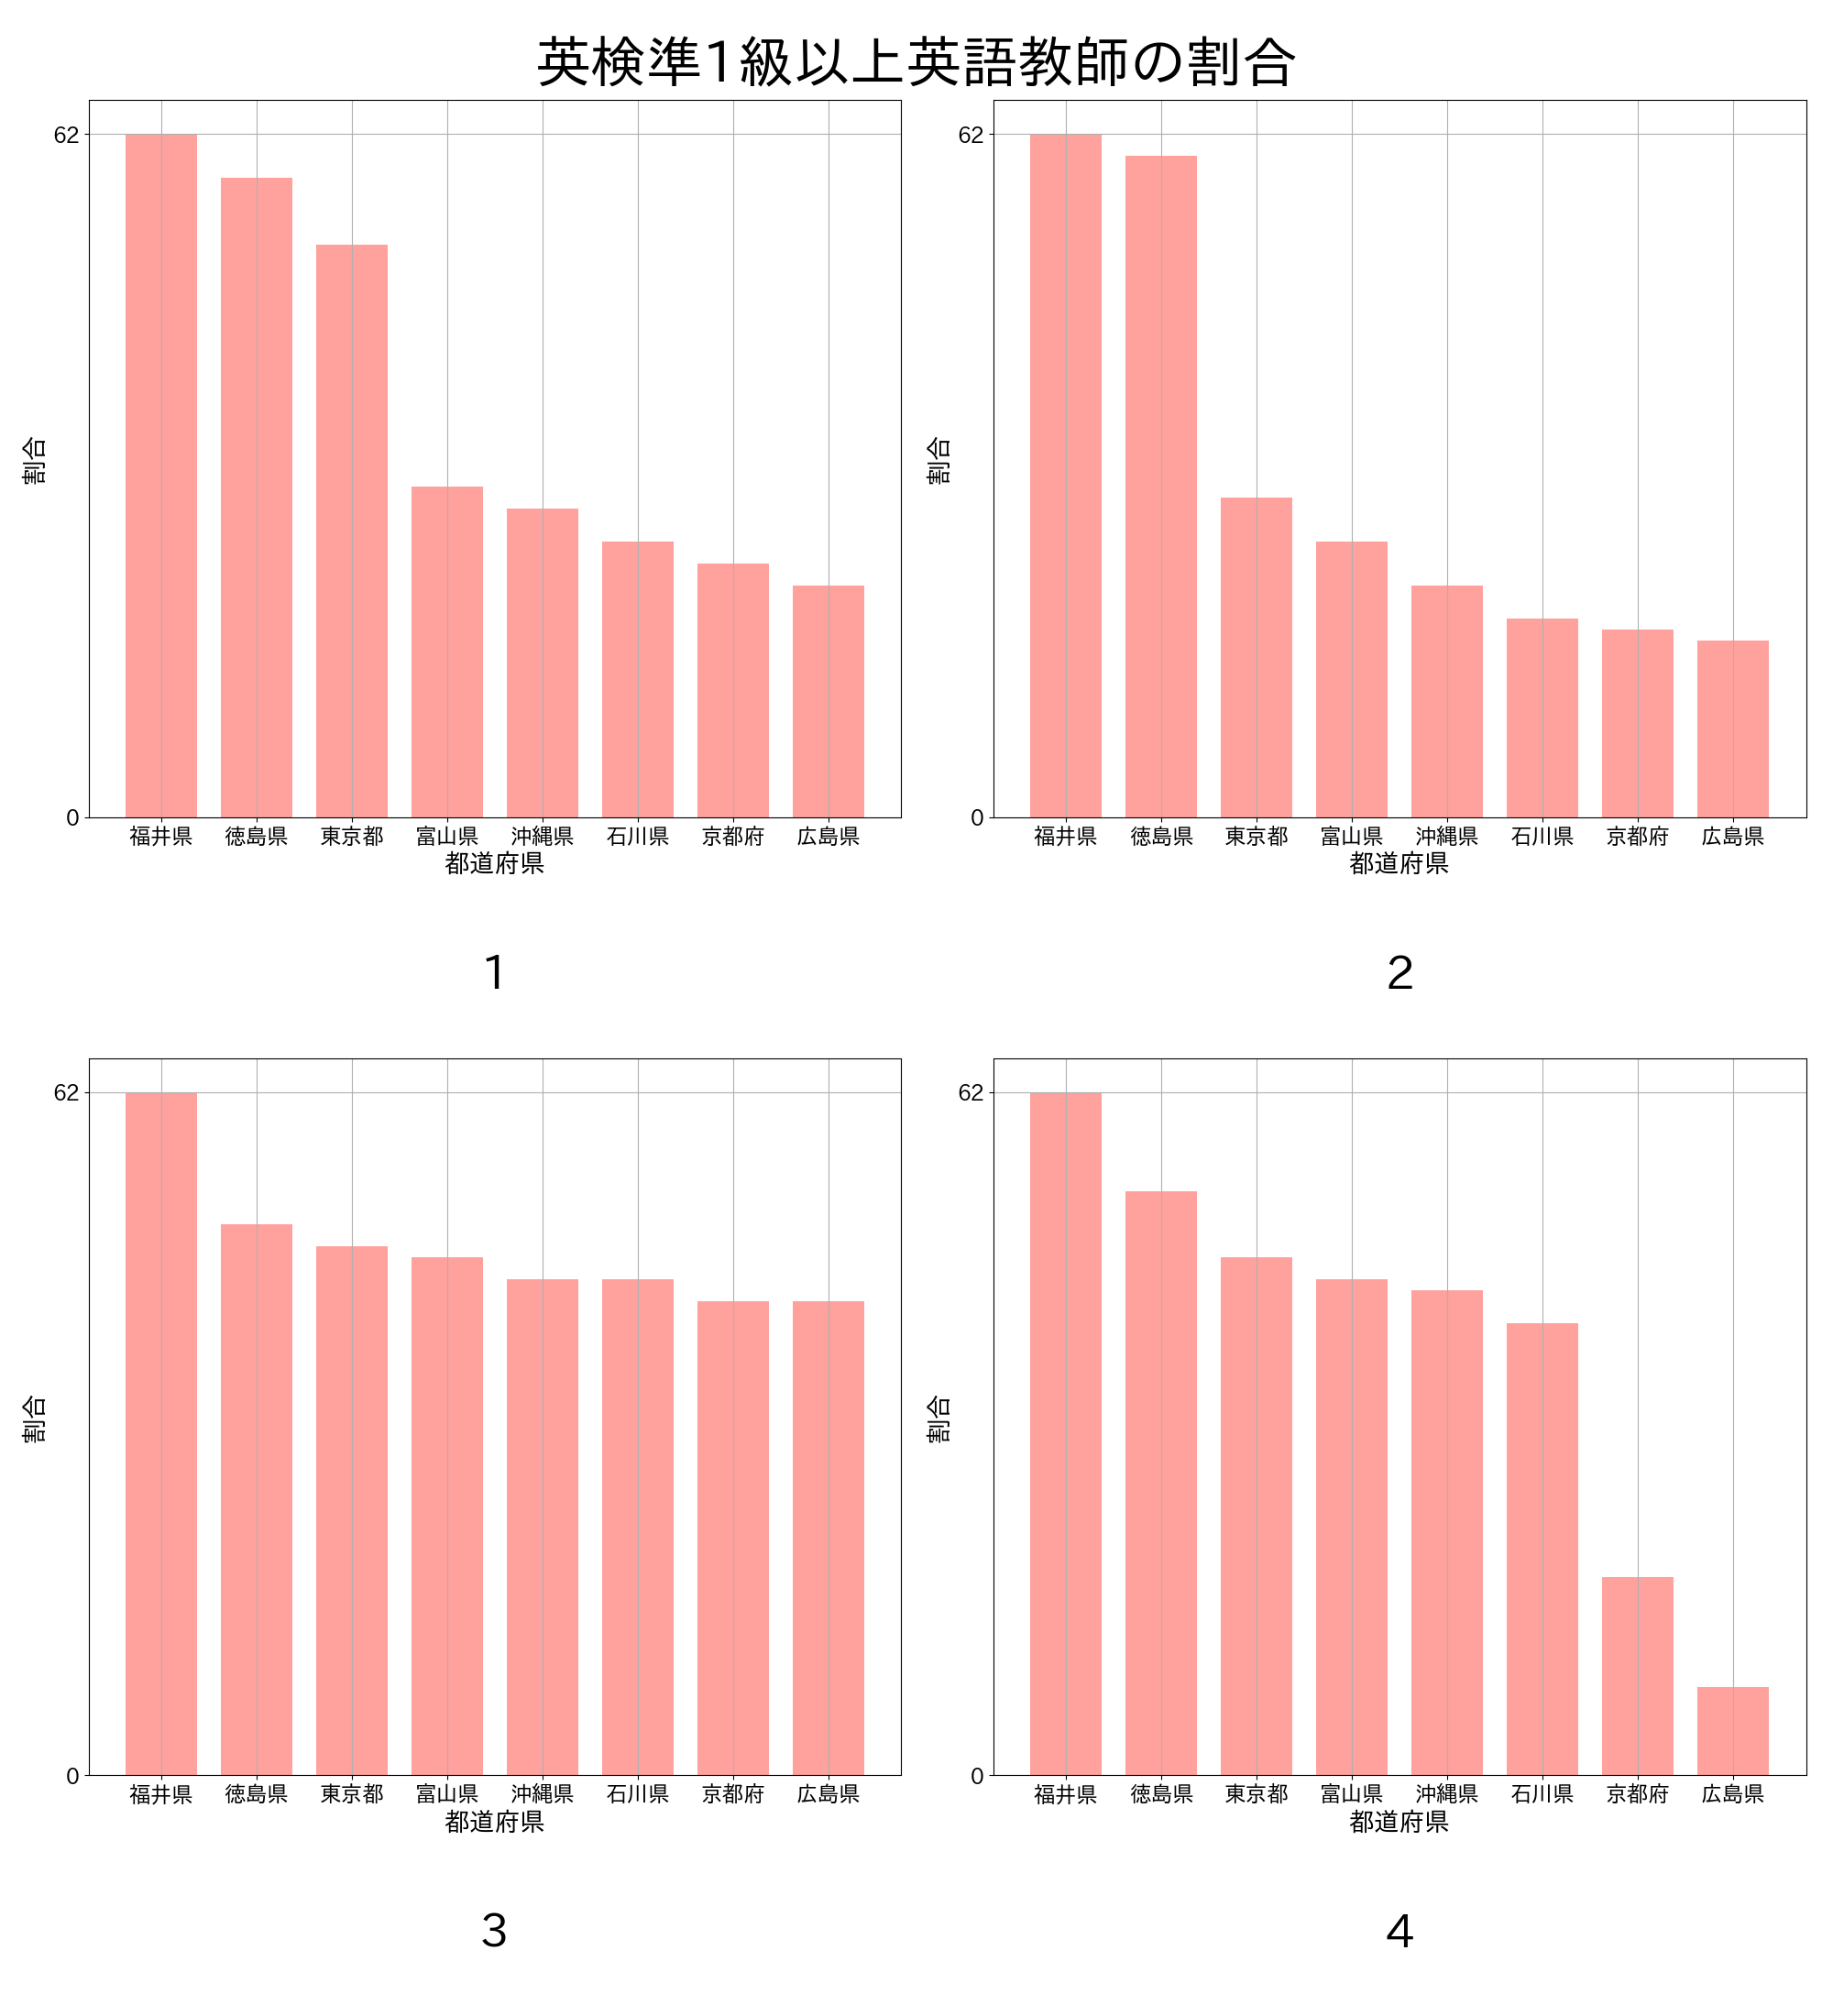 英検準1級以上英語教師の割合
62
割合
0
福井県 徳島県 東京都 富山県 沖縄県 石川県 京都府 広島県
都道府県
1
62
割合
0
福井県 徳島県 東京都 富山県 沖縄県 石川県 京都府 広島県
都道府県
2
62
割合
0
福井県 徳島県 東京都 富山県 沖縄県 石川県 京都府 広島県
都道府県
3
62
割合
0
福井県 徳島県 東京都 富山県 沖縄県 石川県 京都府 広島県
都道府県
4